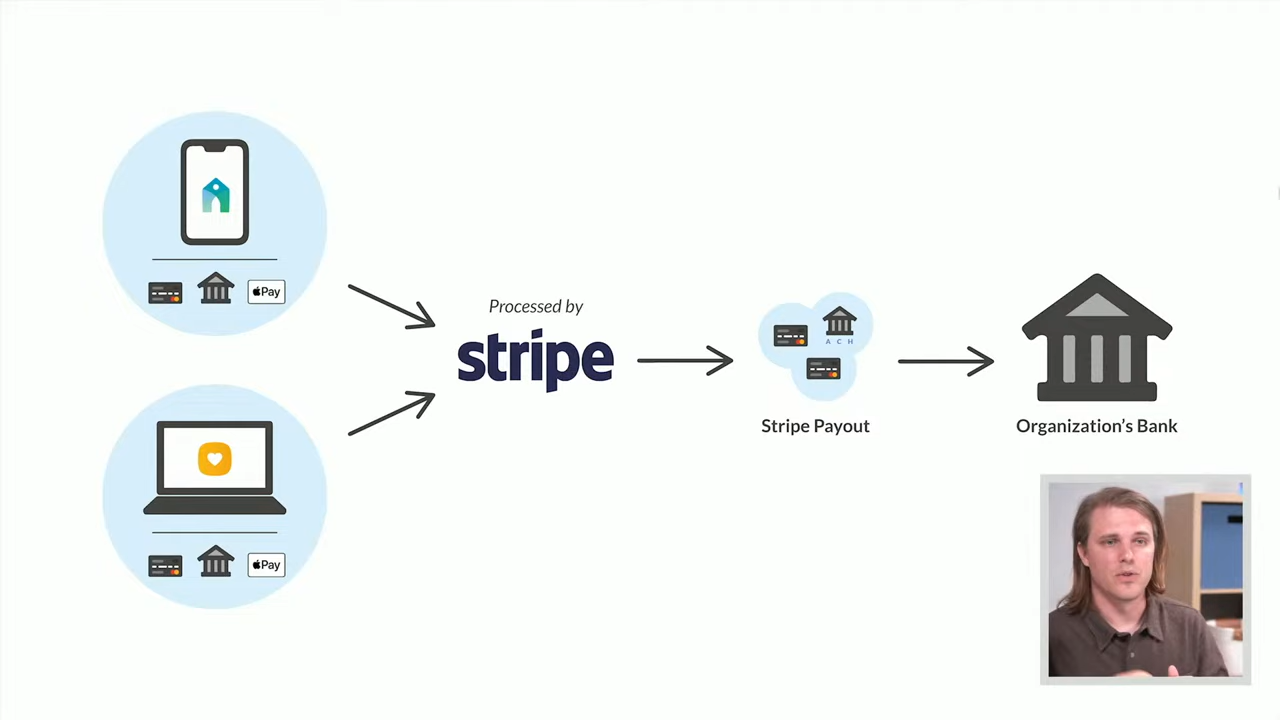 Pay
Processed by
stripe
A C H
Stripe Payout
Organization's Bank
Pay